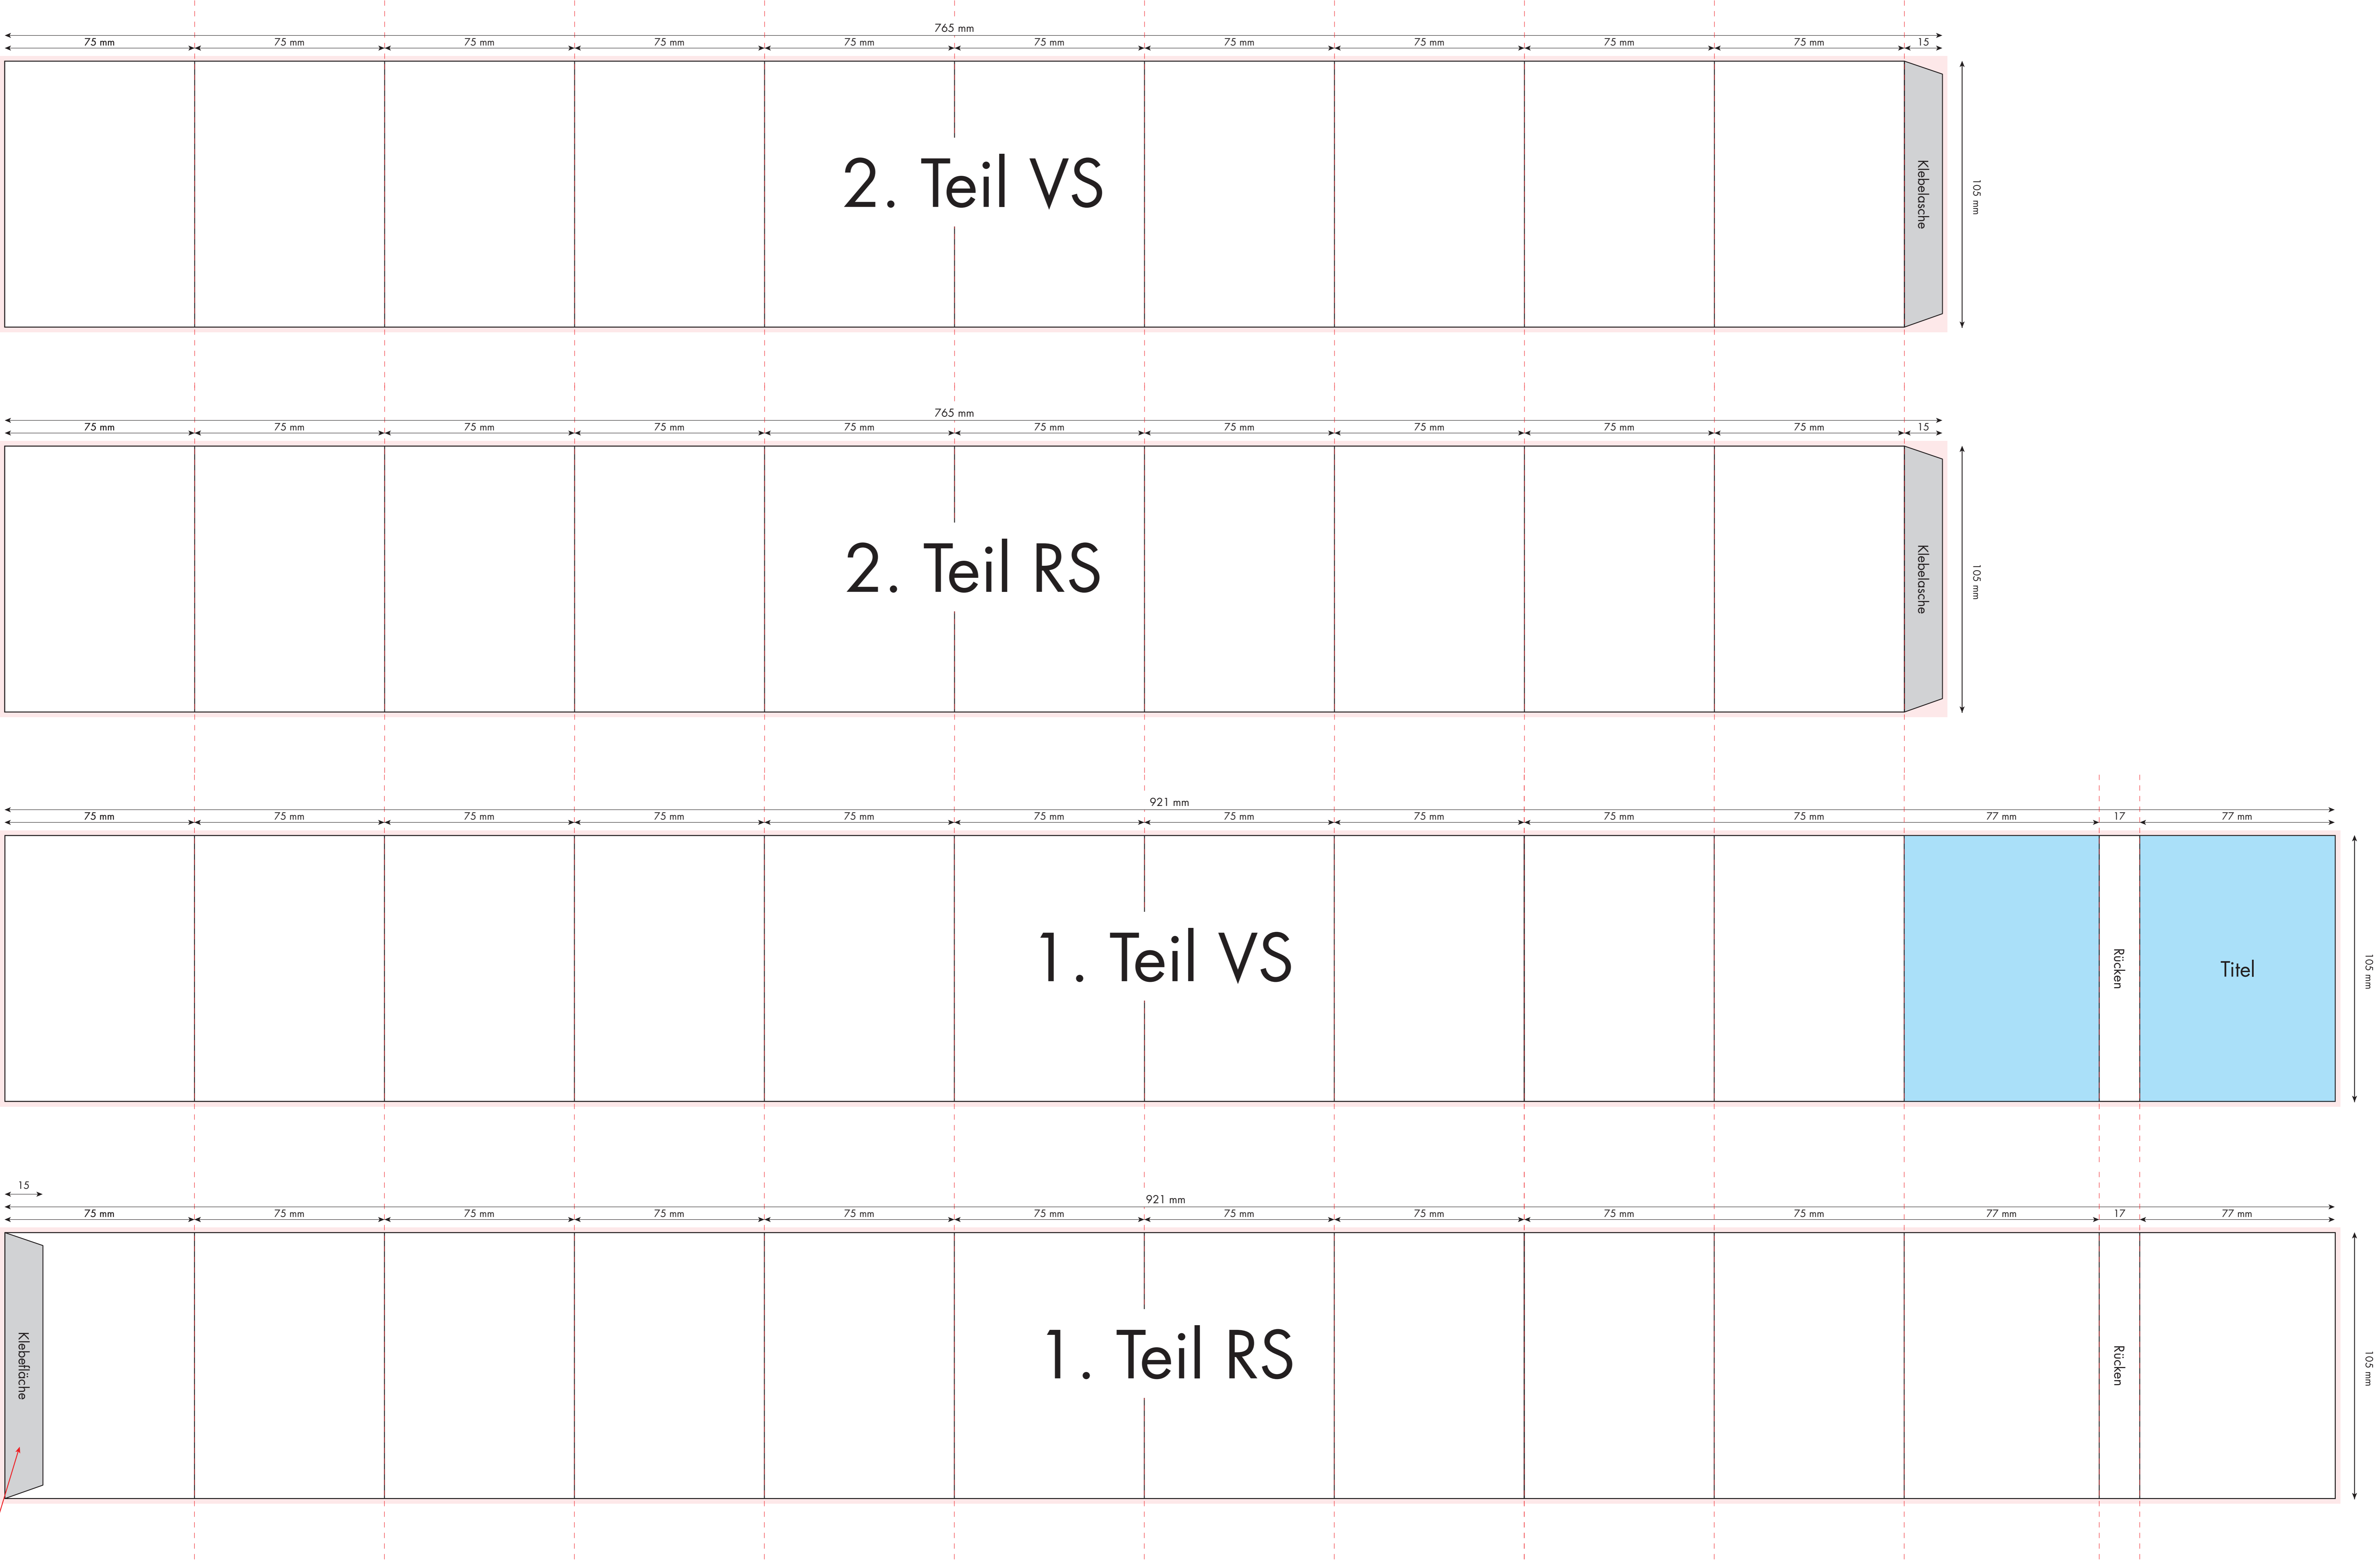 765 mm
75 mm 75 mm 75 mm 75 mm 75 mm 75 mm 75 mm 75 mm 75 mm 75 mm 15
2. Teil VS
Klebelasche
105 mm
765 mm
75 mm 75 mm 75 mm 75 mm 75 mm 75 mm 75 mm 75 mm 75 mm 75 mm 15
2. Teil RS
Klebelasche
105 mm
921 mm
75 mm 75 mm 75 mm 75 mm 75 mm 75 mm 75 mm 75 mm 75 mm 75 mm 77 mm 17 77 mm
1. Teil VS
Rücken
Titel
105 mm
15
921 mm
75 mm 75 mm 75 mm 75 mm 75 mm 75 mm 75 mm 75 mm 75 mm 75 mm 77 mm 17 77 mm
Klebefläche
1. Teil RS
Rücken
105 mm